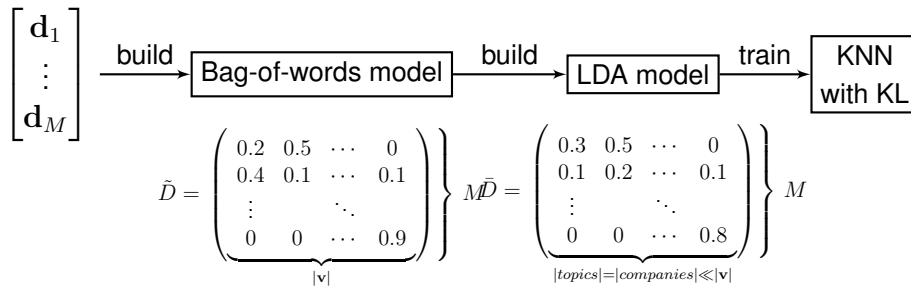 d₁
⋮
d_M
build
Bag-of-words model
build
LDA model
train
KNN
with KL
D̃ =
0.2 0.5 ⋯ 0
0.4 0.1 ⋯ 0.1
⋮ ⋱
0 0 ⋯ 0.9
|v|
M
D̄ =
0.3 0.5 ⋯ 0
0.1 0.2 ⋯ 0.1
⋮ ⋱
0 0 ⋯ 0.8
|topics|=|companies|≪|v|
M